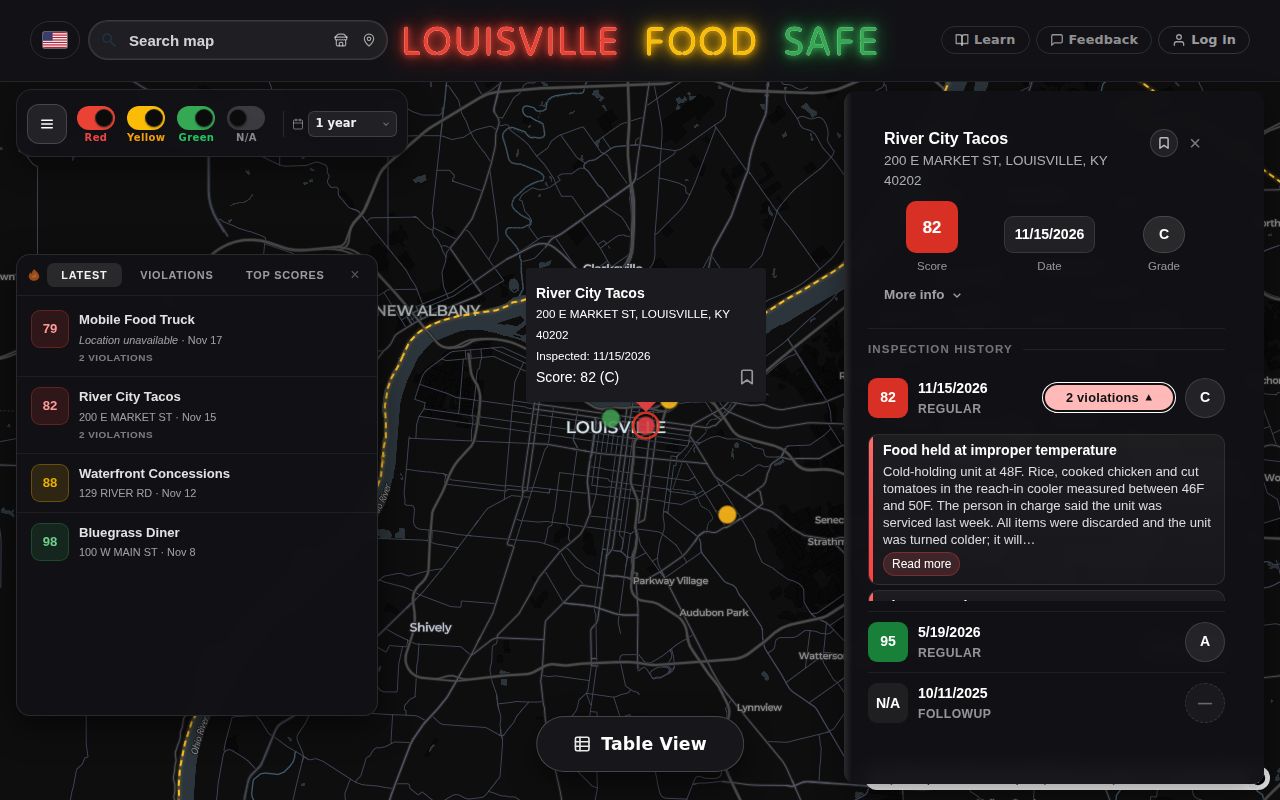 Search map
LOUISVILLE FOOD SAFE
Learn
Feedback
Log In
Red
Yellow
Green
N/A
1 year
LATEST
VIOLATIONS
TOP SCORES
79
Mobile Food Truck
Location unavailable · Nov 17
2 VIOLATIONS
82
River City Tacos
200 E MARKET ST · Nov 15
2 VIOLATIONS
88
Waterfront Concessions
129 RIVER RD · Nov 12
98
Bluegrass Diner
100 W MAIN ST · Nov 8
Clarksville
NEW ALBANY
River City Tacos
200 E MARKET ST, LOUISVILLE, KY
40202
Inspected: 11/15/2026
Score: 82 (C)
LOUISVILLE
Parkway Village
Audubon Park
Shively
Lynnview
Ohio River
Table View
River City Tacos
200 E MARKET ST, LOUISVILLE, KY
40202
82
Score
11/15/2026
Date
C
Grade
More info
INSPECTION HISTORY
82
11/15/2026
REGULAR
2 violations ▲
C
Food held at improper temperature
Cold-holding unit at 48F. Rice, cooked chicken and cut
tomatoes in the reach-in cooler measured between 46F
and 50F. The person in charge said the unit was
serviced last week. All items were discarded and the unit
was turned colder; it will…
Read more
95
5/19/2026
REGULAR
A
N/A
10/11/2025
FOLLOWUP
—